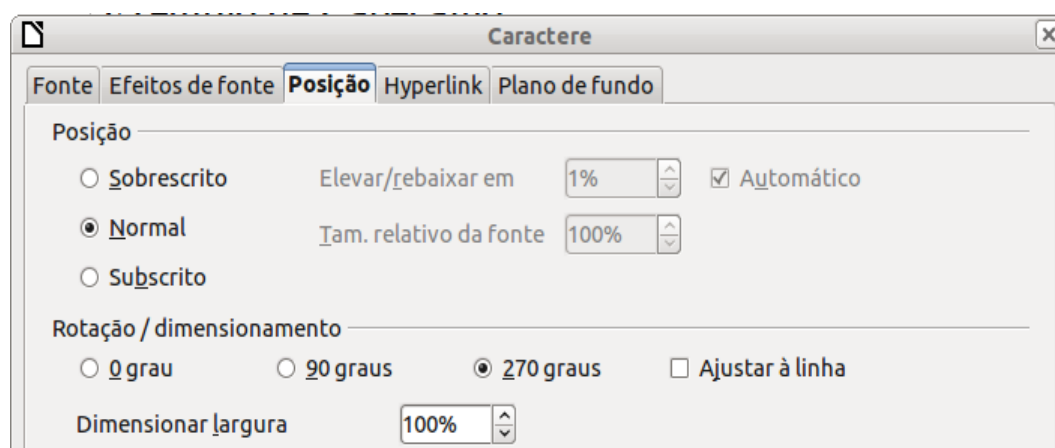 Caractere
Fonte Efeitos de fonte Posição Hyperlink Plano de fundo
Posição
Sobrescrito Elevar/rebaixar em 1% Automático
Normal Tam. relativo da fonte 100%
Subscrito
Rotação / dimensionamento
0 grau 90 graus 270 graus Ajustar à linha
Dimensionar largura 100%